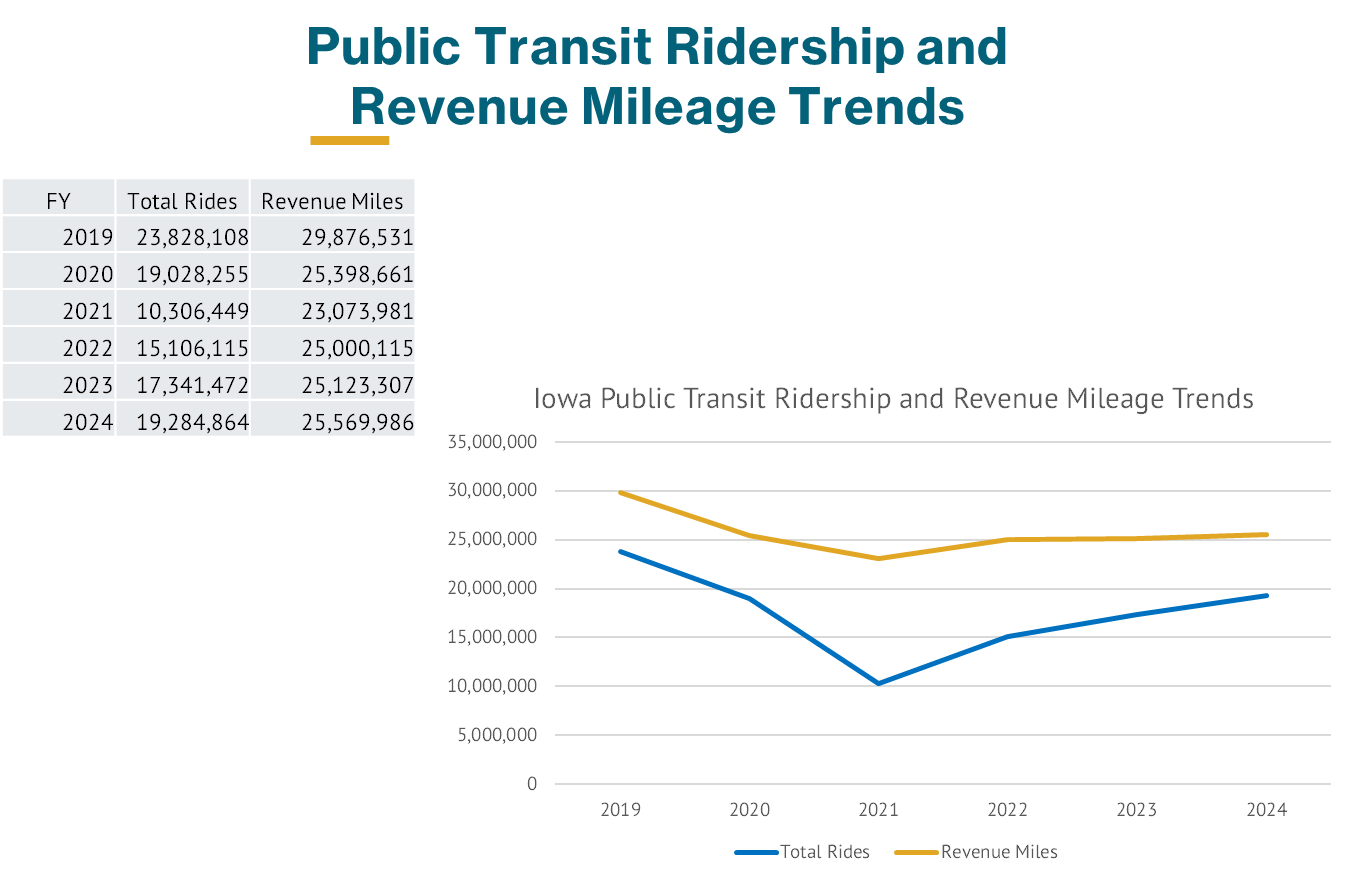 Public Transit Ridership and
Revenue Mileage Trends
FY Total Rides Revenue Miles
2019 23,828,108 29,876,531
2020 19,028,255 25,398,661
2021 10,306,449 23,073,981
2022 15,106,115 25,000,115
2023 17,341,472 25,123,307
2024 19,284,864 25,569,986
Iowa Public Transit Ridership and Revenue Mileage Trends
35,000,000
30,000,000
25,000,000
20,000,000
15,000,000
10,000,000
5,000,000
0
2019 2020 2021 2022 2023 2024
Total Rides Revenue Miles